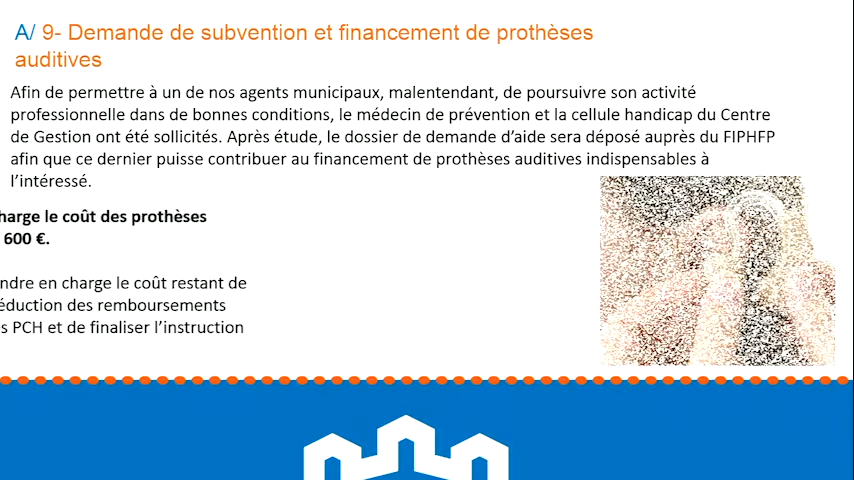 A/ 9- Demande de subvention et financement de prothèses
auditives
Afin de permettre à un de nos agents municipaux, malentendant, de poursuivre son activité
professionnelle dans de bonnes conditions, le médecin de prévention et la cellule handicap du Centre
de Gestion ont été sollicités. Après étude, le dossier de demande d’aide sera déposé auprès du FIPHFP
afin que ce dernier puisse contribuer au financement de prothèses auditives indispensables à
l’intéressé.
harge le coût des prothèses
600 €.
ndre en charge le coût restant de
éduction des remboursements
s PCH et de finaliser l’instruction